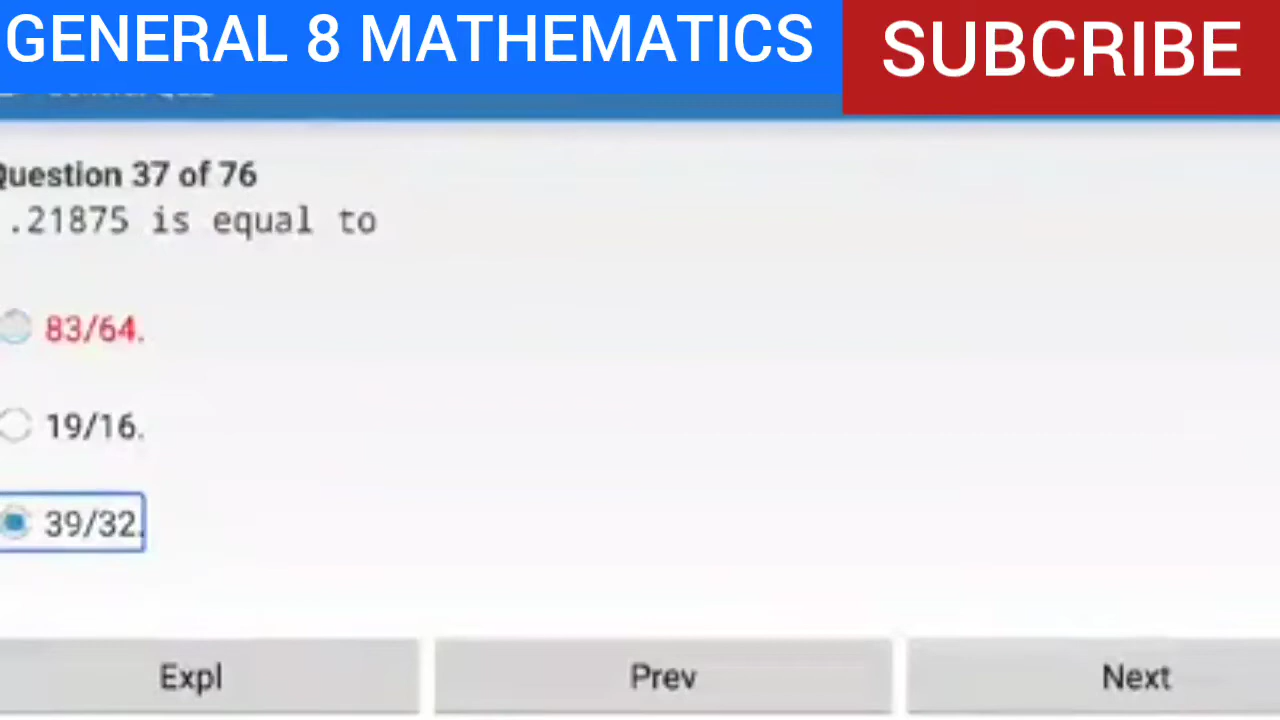 GENERAL 8 MATHEMATICS
SUBCRIBE
Question 37 of 76
.21875 is equal to
83/64.
19/16.
39/32.
Expl
Prev
Next